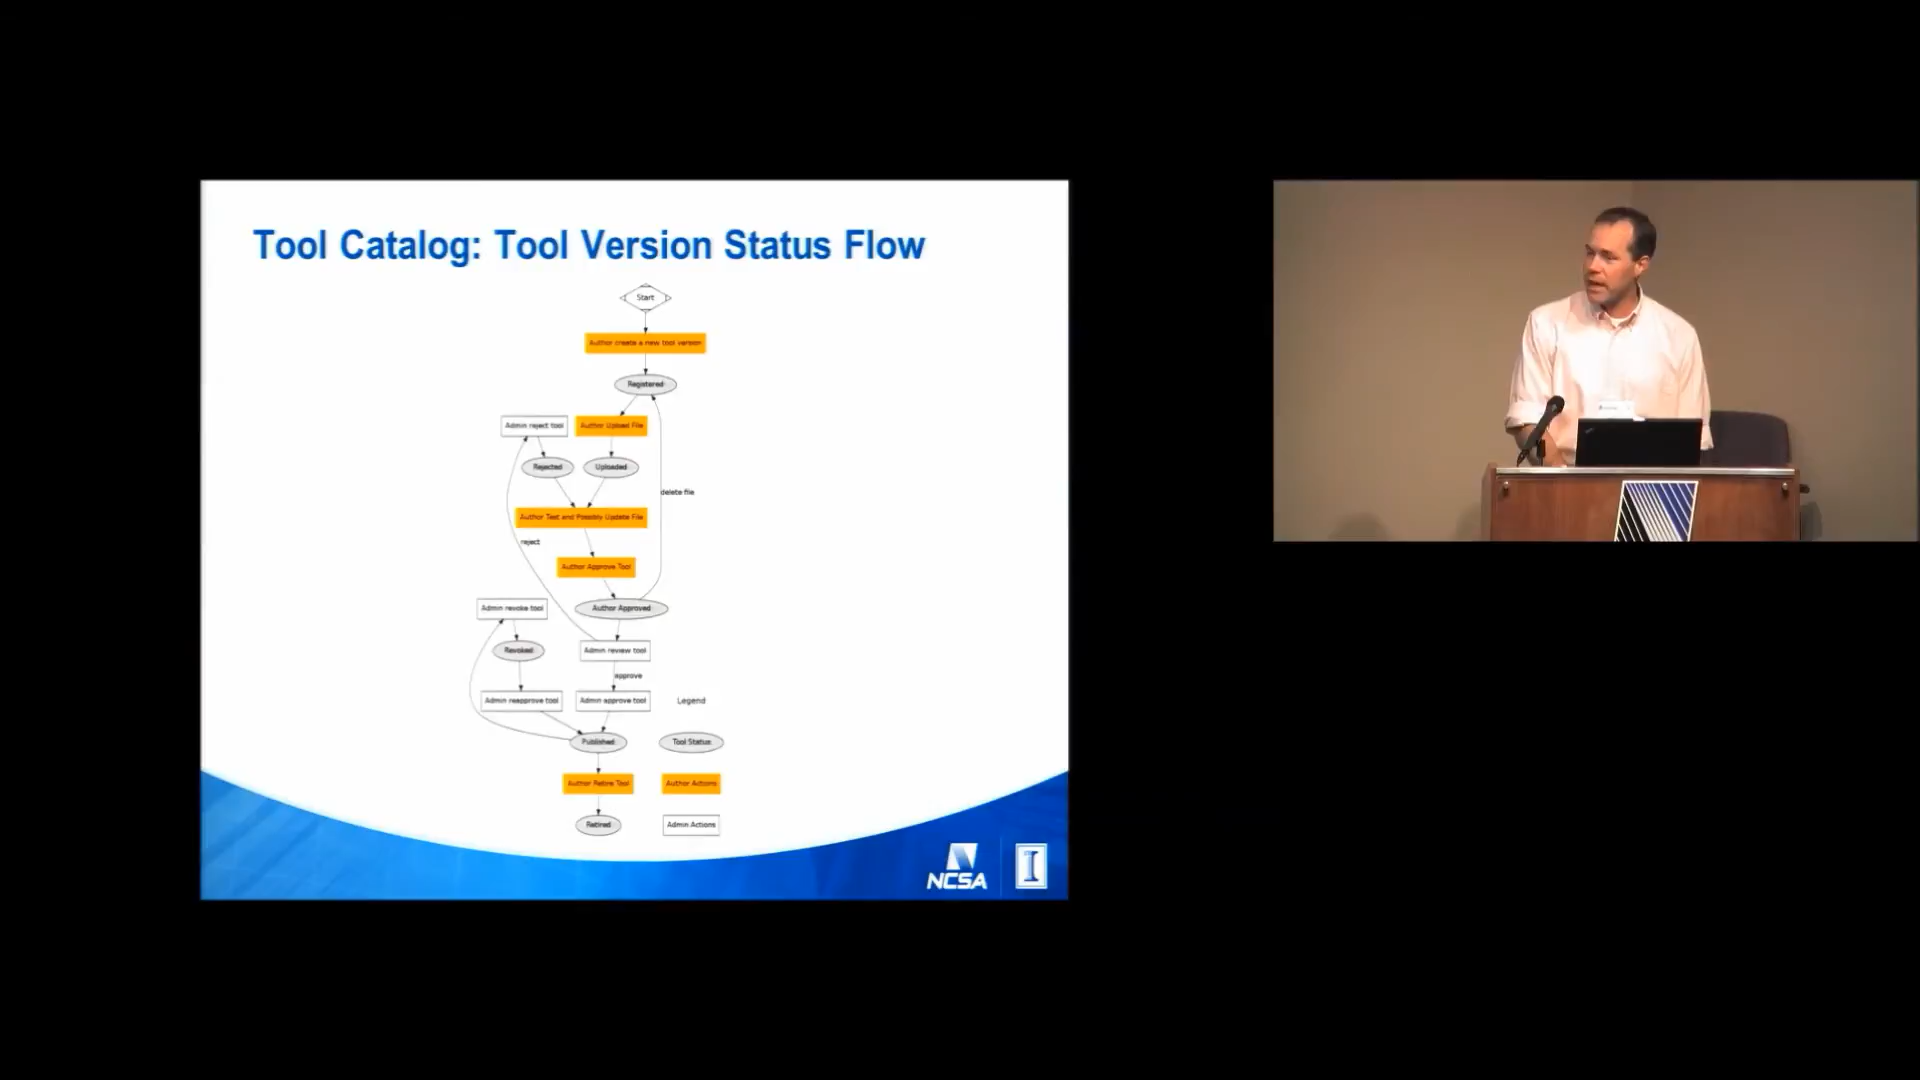 Tool Catalog: Tool Version Status Flow
Start
Author create a new tool version
Registered
Admin reject tool
Author Upload File
Rejected
Uploaded
delete file
Author Test and Possibly Update File
reject
Author Approve Tool
Admin revoke tool
Author Approved
Revoked
Admin review tool
approve
Admin reapprove tool
Admin approve tool
Legend
Published
Tool Status
Author Retire Tool
Author Actions
Retired
Admin Actions
NCSA
I